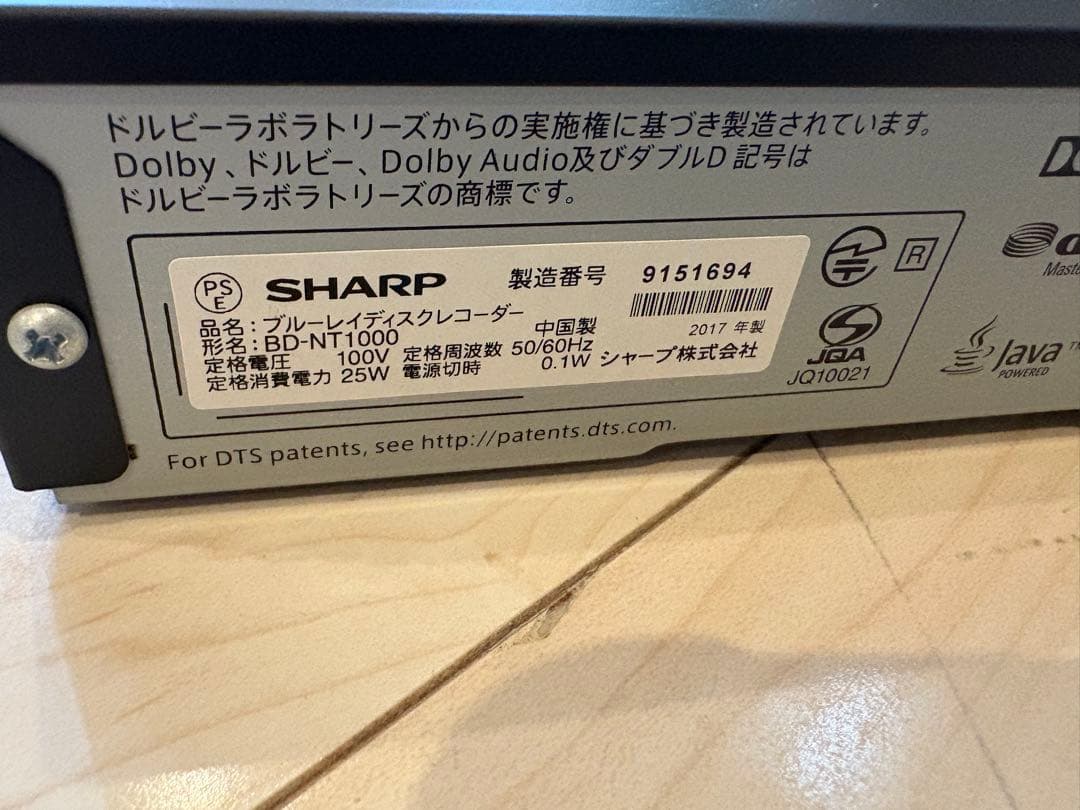 ドルビーラボラトリーズからの実施権に基づき製造されています。
Dolby、ドルビー、Dolby Audio及びダブルD 記号は
ドルビーラボラトリーズの商標です。
PS
E
SHARP 製造番号 9151694
品名:ブルーレイディスクレコーダー
中国製 2017 年製
形名:BD-NT1000
定格電圧 100V 定格周波数 50/60Hz
定格消費電力 25W 電源切時 0.1W シャープ株式会社
R
JQA
JQ10021
Java™
POWERED
For DTS patents, see http://patents.dts.com.